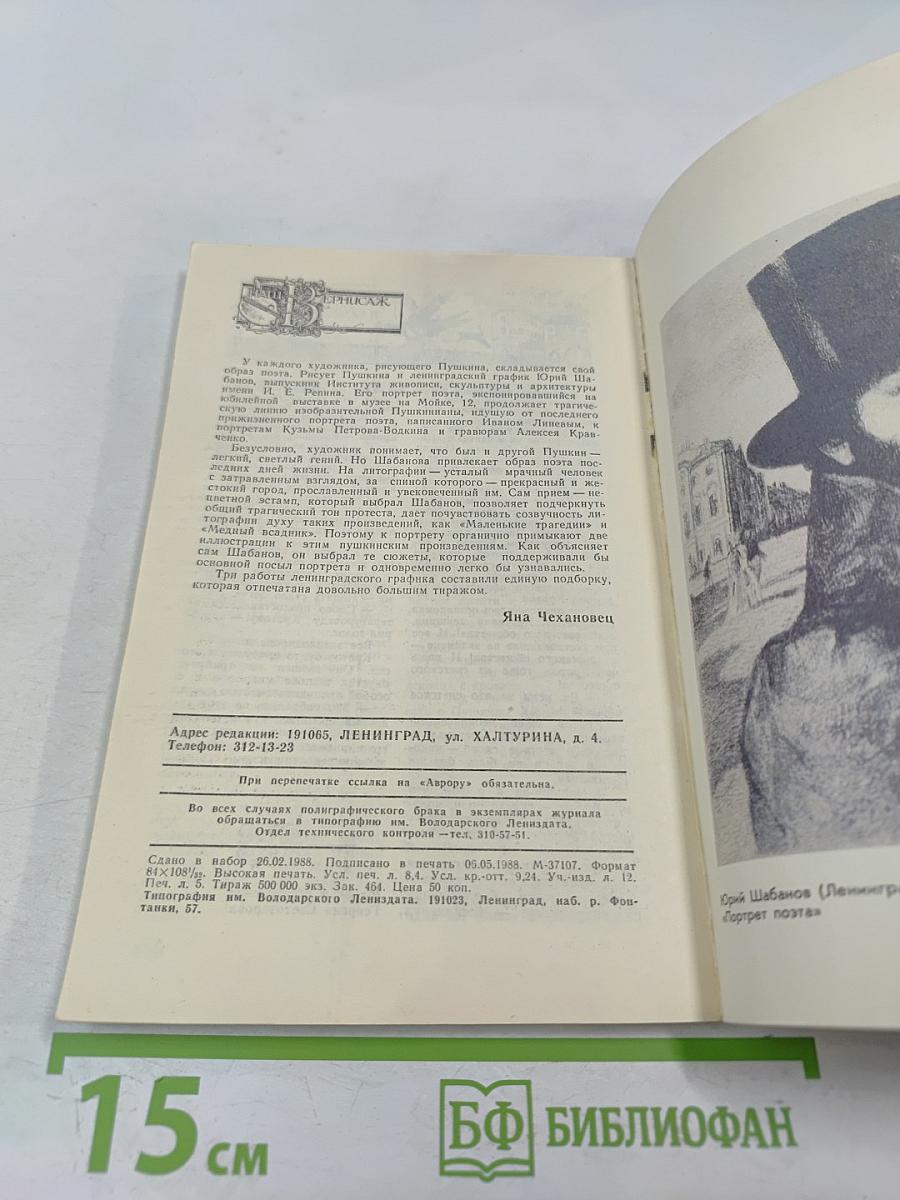 НАШ
ВЕРНИСАЖ
У каждого художника, рисующего Пушкина, складывается свой
образ поэта. Рисует Пушкина и ленинградский график Юрий Ша-
банов, выпускник Института живописи, скульптуры и архитектуры
имени И. Е. Репина. Его портрет поэта, экспонировавшийся на
юбилейной выставке в музее на Мойке, 12, продолжает трагиче-
скую линию изобразительной Пушкинианы, идущую от последнего
прижизненного портрета поэта, написанного Иваном Линевым, к
портретам Кузьмы Петрова-Водкина и гравюрам Алексея Крав-
ченко.
Безусловно, художник понимает, что был и другой Пушкин —
легкий, светлый гений. Но Шабанова привлекает образ поэта пос-
ледних дней жизни. На литографии — усталый мрачный человек
с затравленным взглядом, за спиной которого — прекрасный и же-
стокий город, прославленный и увековеченный им. Сам прием — не-
цветной эстамп, который выбрал Шабанов, позволяет подчеркнуть
общий трагический тон протеста, дает почувствовать созвучность ли-
тографии духу таких произведений, как «Маленькие трагедии» и
«Медный всадник». Поэтому к портрету органично примыкают две
иллюстрации к этим пушкинским произведениям. Как объясняет
сам Шабанов, он выбрал те сюжеты, которые поддерживали бы
основной посыл портрета и одновременно легко бы узнавались.
Три работы ленинградского графика составили единую подборку,
которая отпечатана довольно большим тиражом.
Яна Чехановец
Адрес редакции: 191065, ЛЕНИНГРАД, ул. ХАЛТУРИНА, д. 4.
Телефон: 312-13-23
При перепечатке ссылка на «Аврору» обязательна.
Во всех случаях полиграфического брака в экземплярах журнала
обращаться в типографию им. Володарского Лениздата.
Отдел технического контроля — тел. 310-57-51.
Сдано в набор 26.02.1988. Подписано в печать 06.05.1988. М-37107. Формат
84×108¹/₃₂. Высокая печать. Усл. печ. л. 8,4. Усл. кр.-отт. 9,24. Уч.-изд. л. 12.
Печ. л. 5. Тираж 500 000 экз. Зак. 464. Цена 50 коп.
Типография им. Володарского Лениздата. 191023, Ленинград, наб. р. Фон-
танки, 57.
Юрий Шабанов (Ленингра
«Портрет поэта»
15 см
БФ БИБЛИОФАН